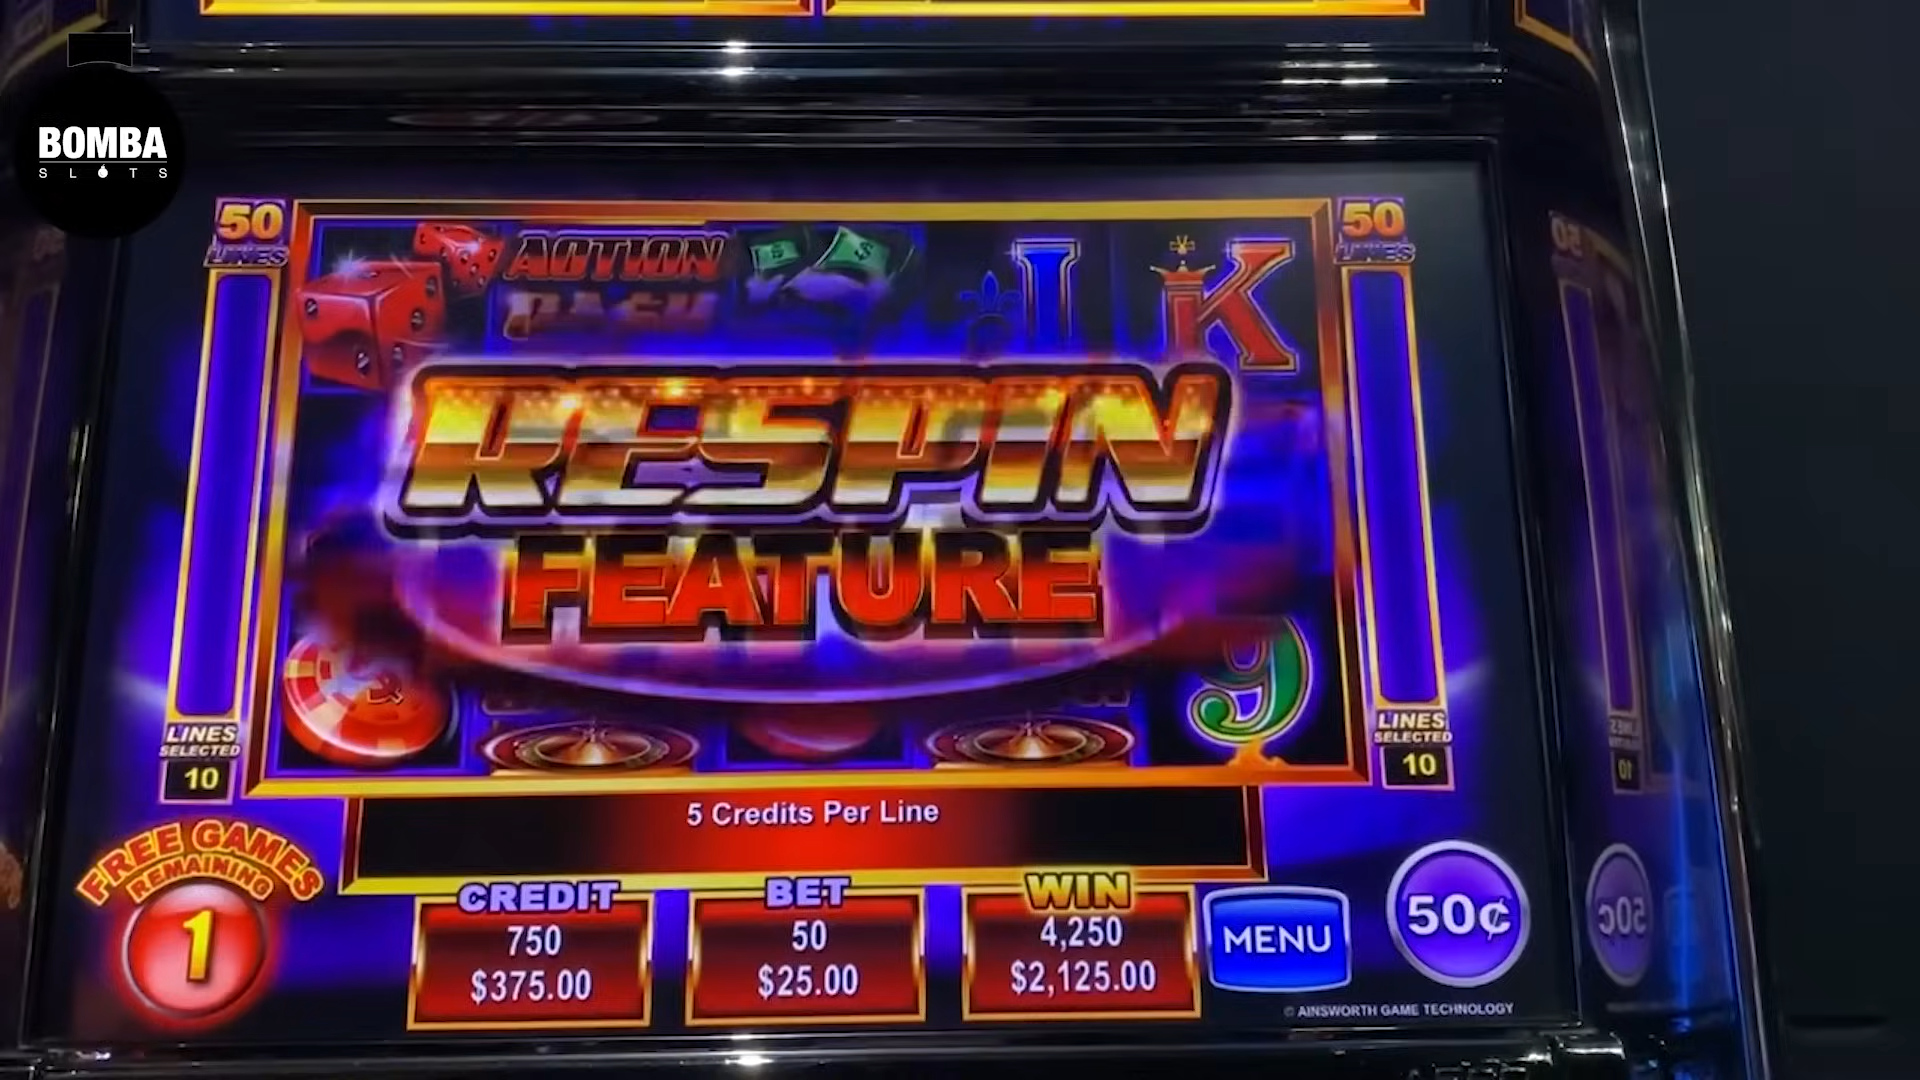 BOMBA
SLOTS
50
LINES
50
LINES
ACTION
CASH
K
RESPIN
FEATURE
9
LINES
SELECTED
10
LINES
SELECTED
10
5 Credits Per Line
FREE GAMES
REMAINING
1
CREDIT
750
$375.00
BET
50
$25.00
WIN
4,250
$2,125.00
MENU
50¢
© AINSWORTH GAME TECHNOLOGY